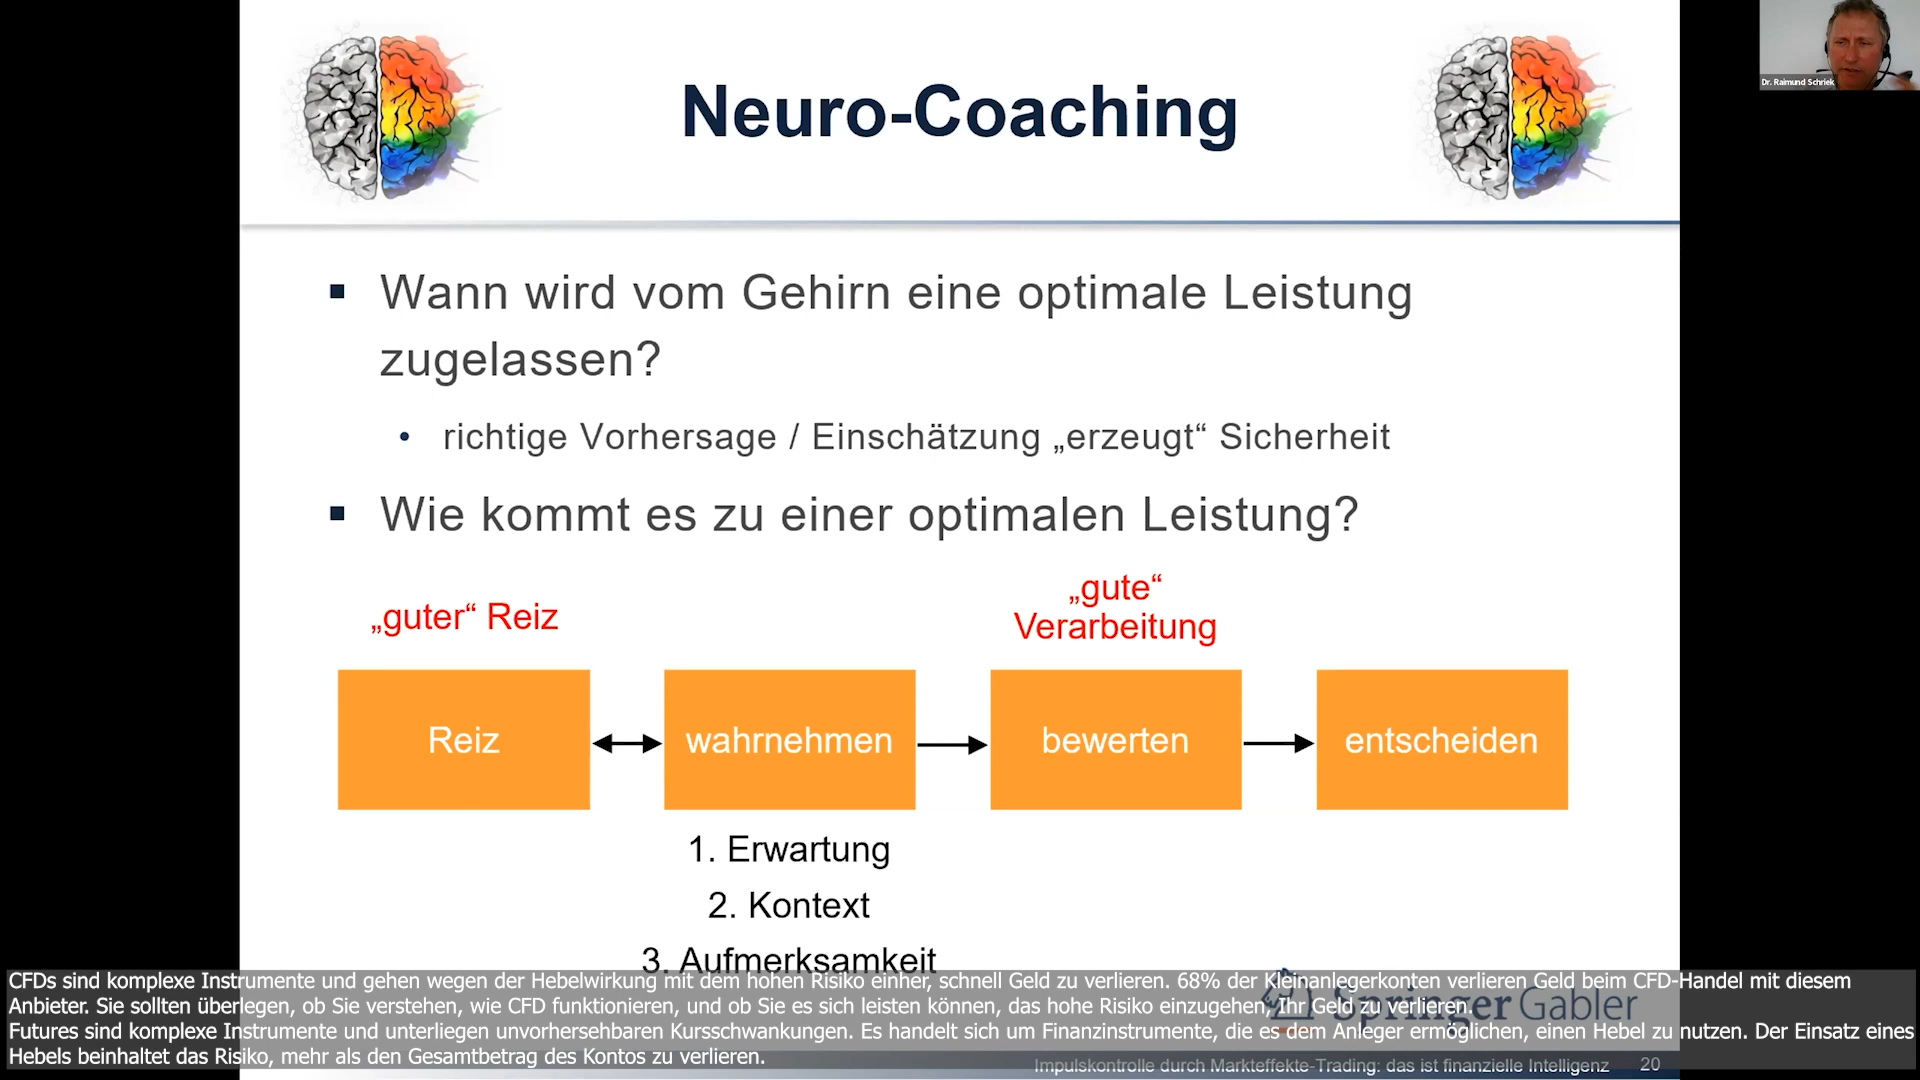 Neuro-Coaching
Dr. Raimund Schriek
Wann wird vom Gehirn eine optimale Leistung
zugelassen?
richtige Vorhersage / Einschätzung „erzeugt“ Sicherheit
Wie kommt es zu einer optimalen Leistung?
„guter“ Reiz
„gute“
Verarbeitung
Reiz
wahrnehmen
bewerten
entscheiden
1. Erwartung
2. Kontext
3. Aufmerksamkeit
CFDs sind komplexe Instrumente und gehen wegen der Hebelwirkung mit dem hohen Risiko einher, schnell Geld zu verlieren. 68% der Kleinanlegerkonten verlieren Geld beim CFD-Handel mit diesem
Anbieter. Sie sollten überlegen, ob Sie verstehen, wie CFD funktionieren, und ob Sie es sich leisten können, das hohe Risiko einzugehen, Ihr Geld zu verlieren.
Springer Gabler
Futures sind komplexe Instrumente und unterliegen unvorhersehbaren Kursschwankungen. Es handelt sich um Finanzinstrumente, die es dem Anleger ermöglichen, einen Hebel zu nutzen. Der Einsatz eines
Hebels beinhaltet das Risiko, mehr als den Gesamtbetrag des Kontos zu verlieren.
Impulskontrolle durch Markteffekte-Trading: das ist finanzielle Intelligenz 20